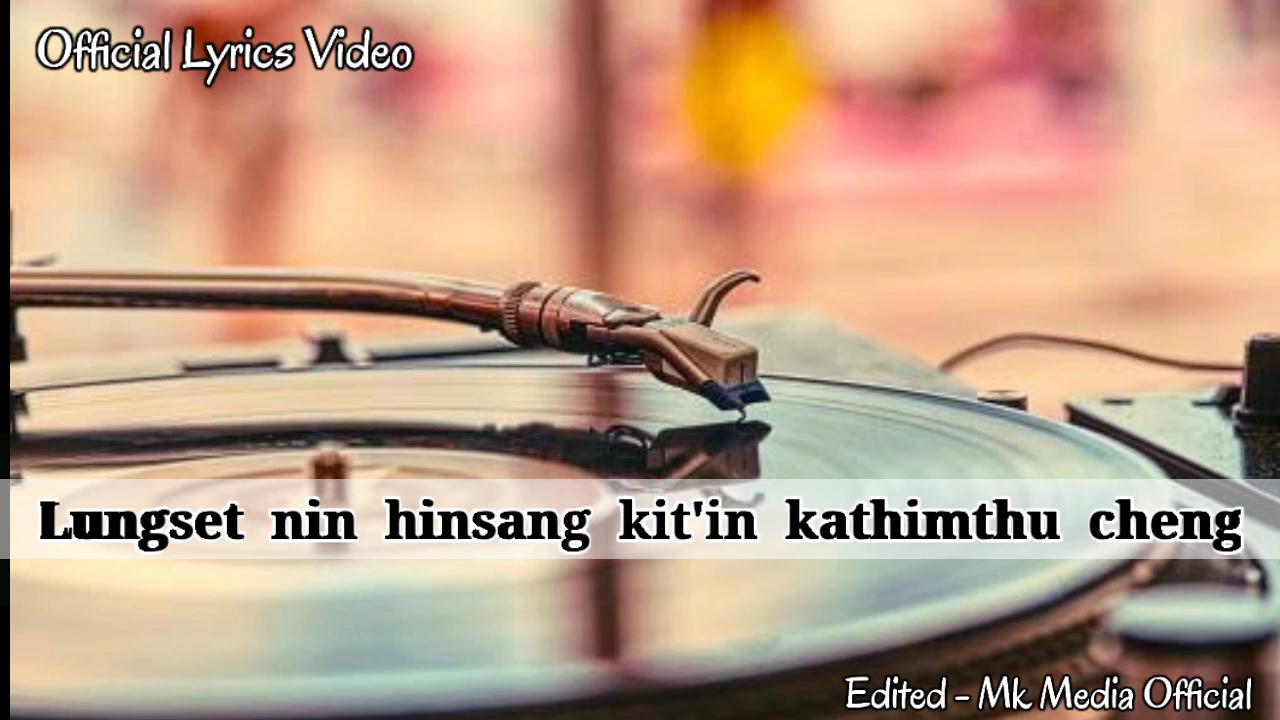 Official Lyrics Video
Lungset nin hinsang kit'in kathimthu cheng
Edited - Mk Media Official